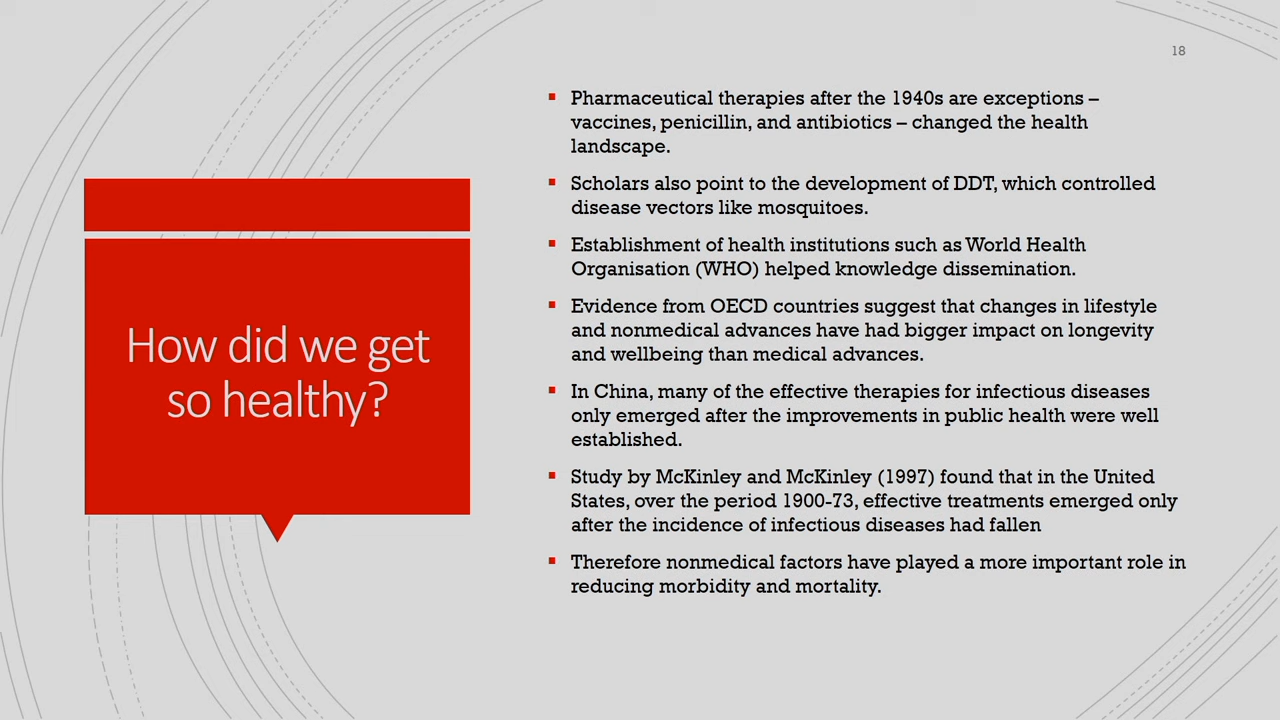 18
How did we get
so healthy?
▪ Pharmaceutical therapies after the 1940s are exceptions –
vaccines, penicillin, and antibiotics – changed the health
landscape.
▪ Scholars also point to the development of DDT, which controlled
disease vectors like mosquitoes.
▪ Establishment of health institutions such as World Health
Organisation (WHO) helped knowledge dissemination.
▪ Evidence from OECD countries suggest that changes in lifestyle
and nonmedical advances have had bigger impact on longevity
and wellbeing than medical advances.
▪ In China, many of the effective therapies for infectious diseases
only emerged after the improvements in public health were well
established.
▪ Study by McKinley and McKinley (1997) found that in the United
States, over the period 1900-73, effective treatments emerged only
after the incidence of infectious diseases had fallen
▪ Therefore nonmedical factors have played a more important role in
reducing morbidity and mortality.